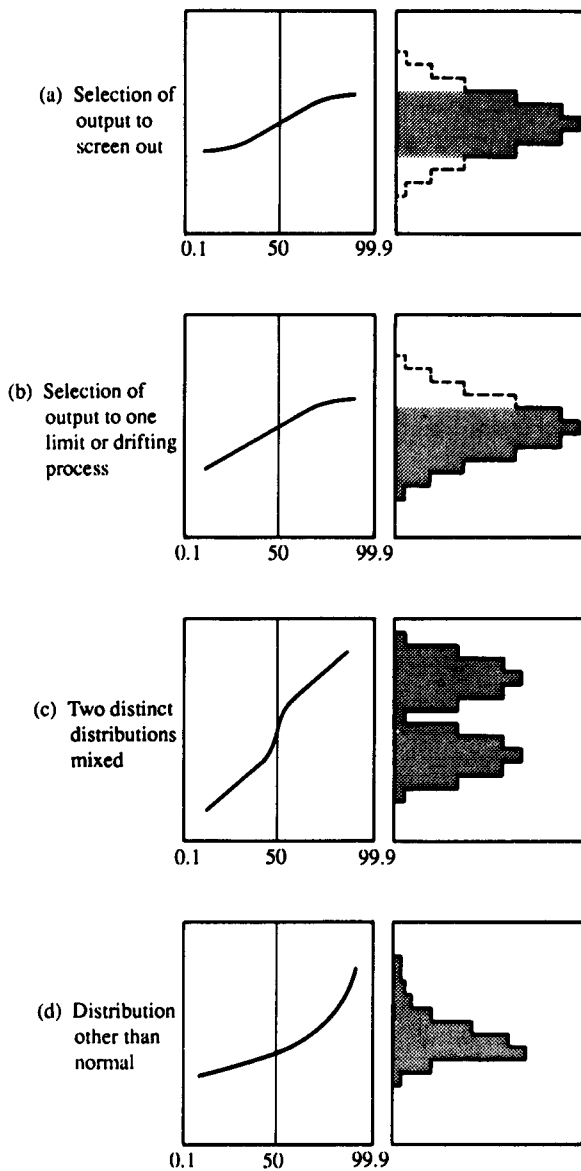 (a) Selection of
output to
screen out
0.1 50 99.9
(b) Selection of
output to one
limit or drifting
process
0.1 50 99.9
(c) Two distinct
distributions
mixed
0.1 50 99.9
(d) Distribution
other than
normal
0.1 50 99.9